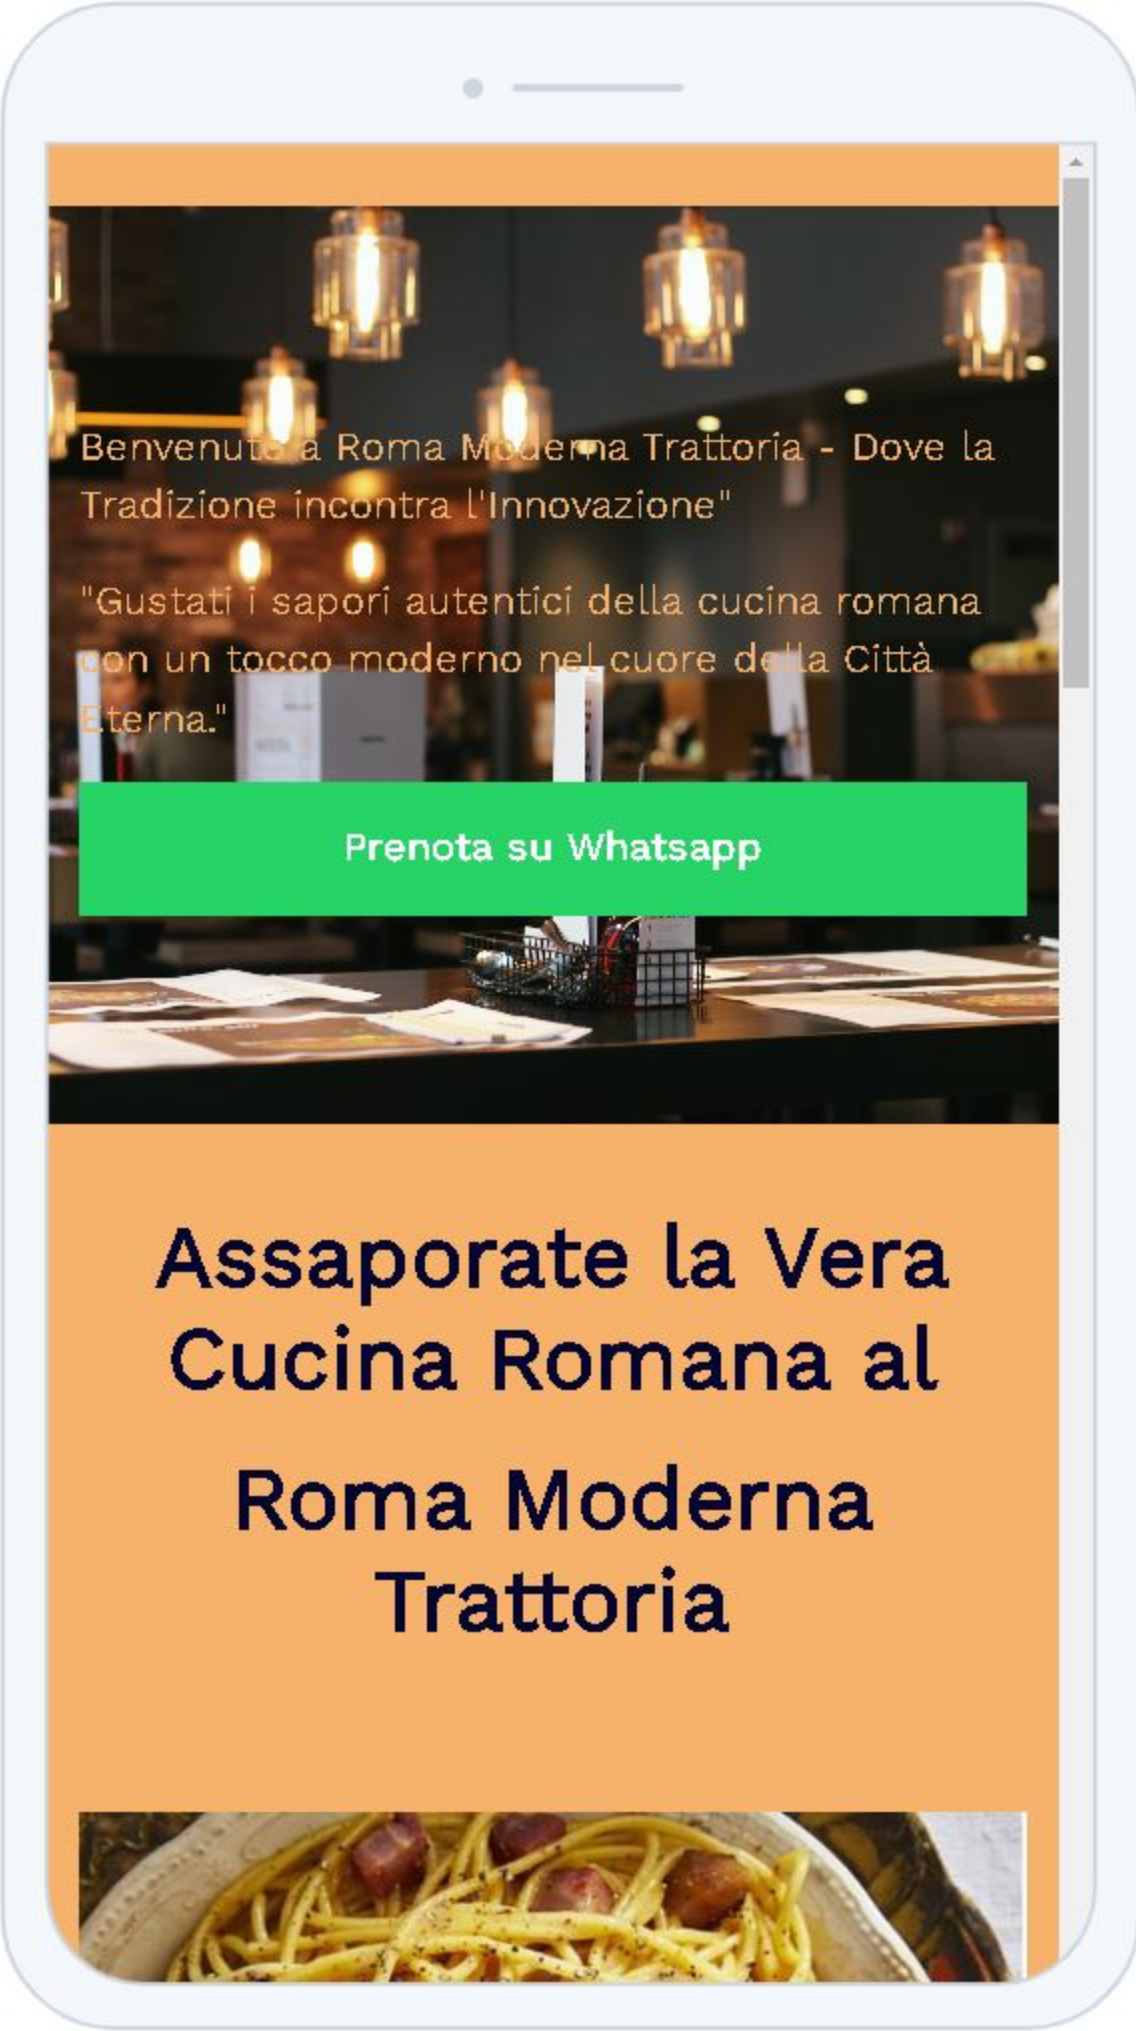 Benvenuto a Roma Moderna Trattoria - Dove la
Tradizione incontra l'Innovazione"
"Gustati i sapori autentici della cucina romana
con un tocco moderno nel cuore della Città
Eterna."
Prenota su Whatsapp
Assaporate la Vera
Cucina Romana al
Roma Moderna
Trattoria